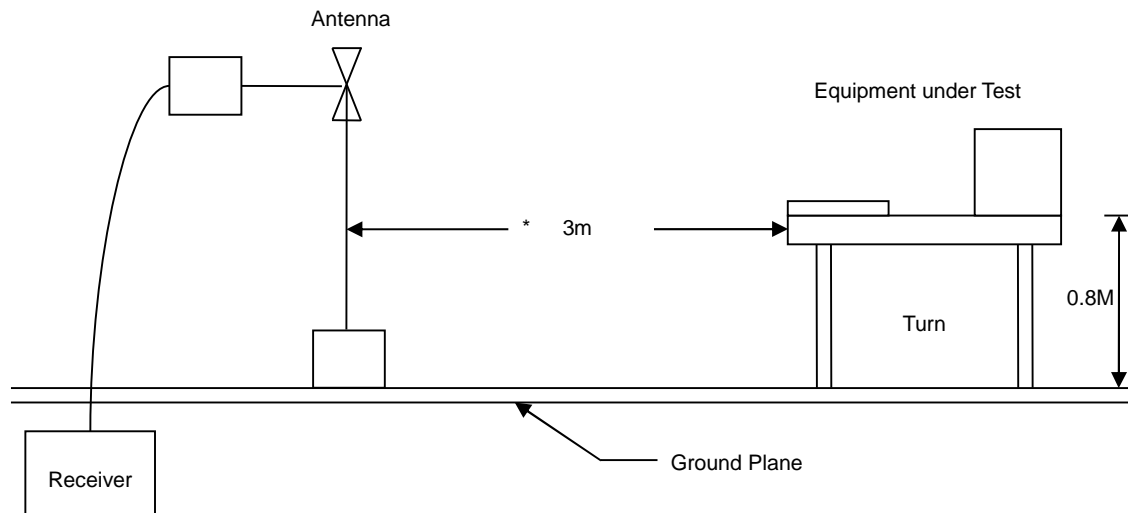 Antenna
Equipment under Test
* 3m
0.8M
Turn
Ground Plane
Receiver